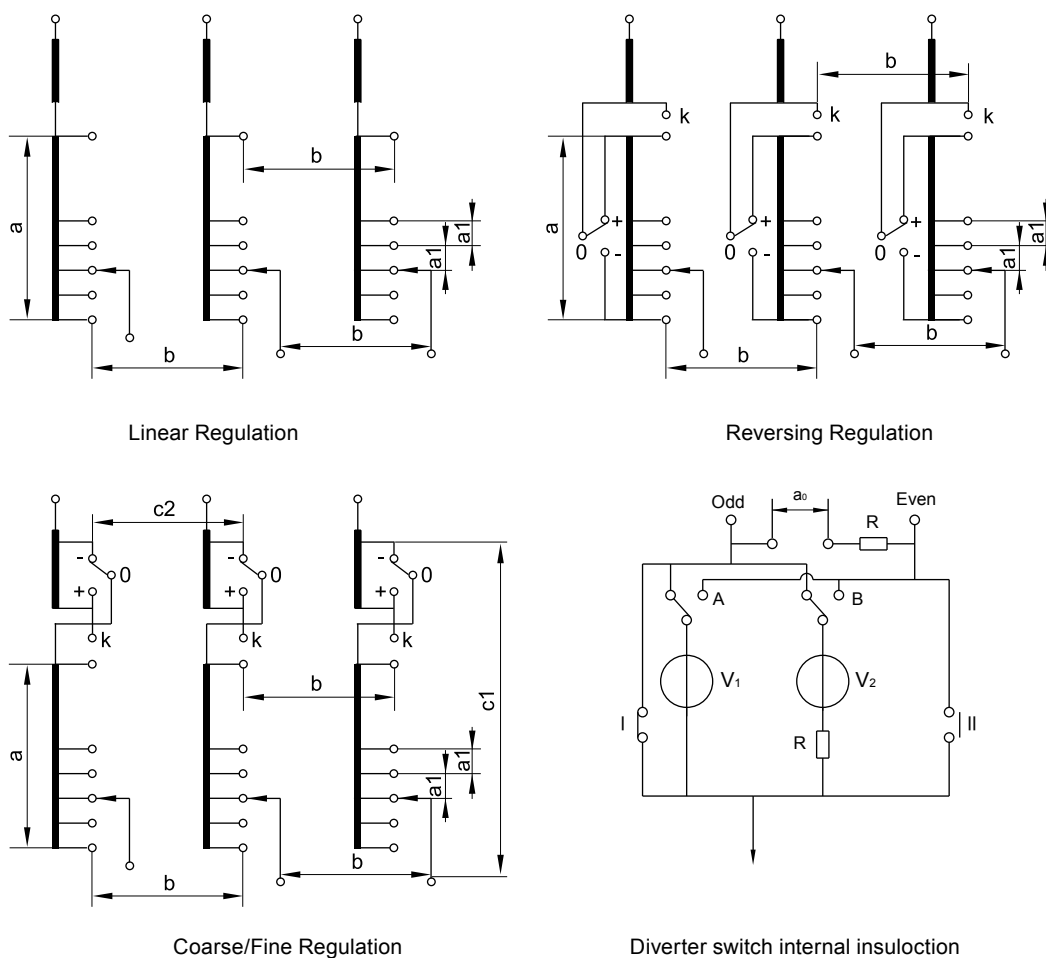 a
b
b
b
a1
a1
Linear Regulation
b
k
k
k
a
+
0
-
+
0
-
+
0
-
a1
a1
b
b
Reversing Regulation
c2
-
0
+
k
-
0
+
k
-
0
+
k
a
b
c1
a1
a1
b
b
Coarse/Fine Regulation
Odd
a0
Even
R
A
B
V1
V2
I
R
II
Diverter switch internal insuloction